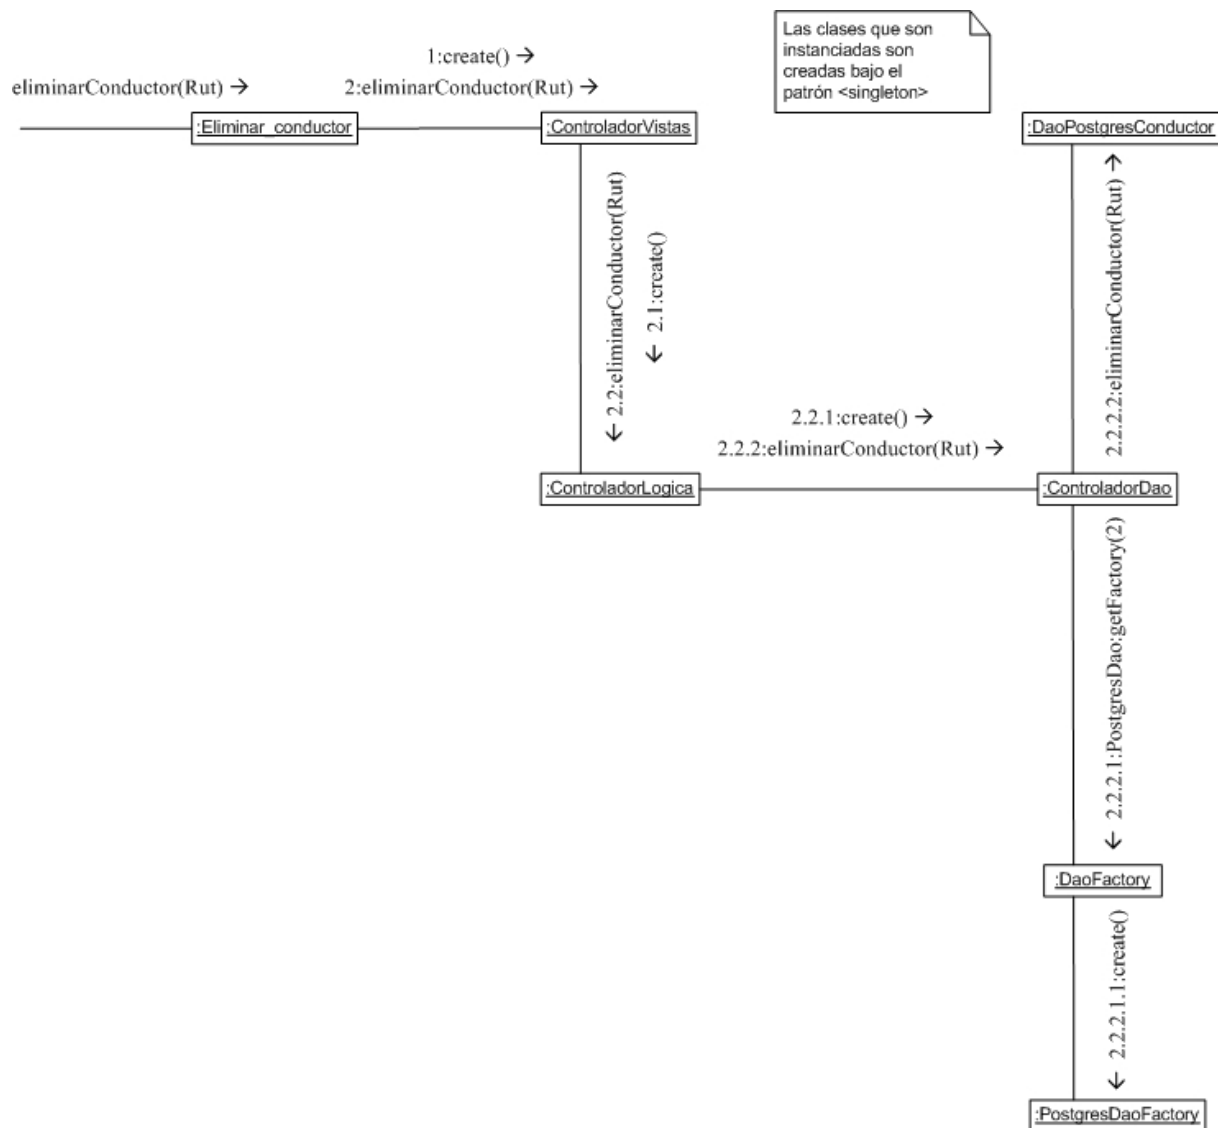 Las clases que son
instanciadas son
creadas bajo el
patrón <singleton>
1:create() →
eliminarConductor(Rut) →
2:eliminarConductor(Rut) →
:Eliminar_conductor
:ControladorVistas
:DaoPostgresConductor
← 2.2:eliminarConductor(Rut)
← 2.1:create()
2.2.2.2:eliminarConductor(Rut) →
2.2.1:create() →
2.2.2:eliminarConductor(Rut) →
:ControladorLogica
:ControladorDao
← 2.2.2.1:PostgresDao:getFactory(2)
:DaoFactory
← 2.2.2.1.1:create()
:PostgresDaoFactory